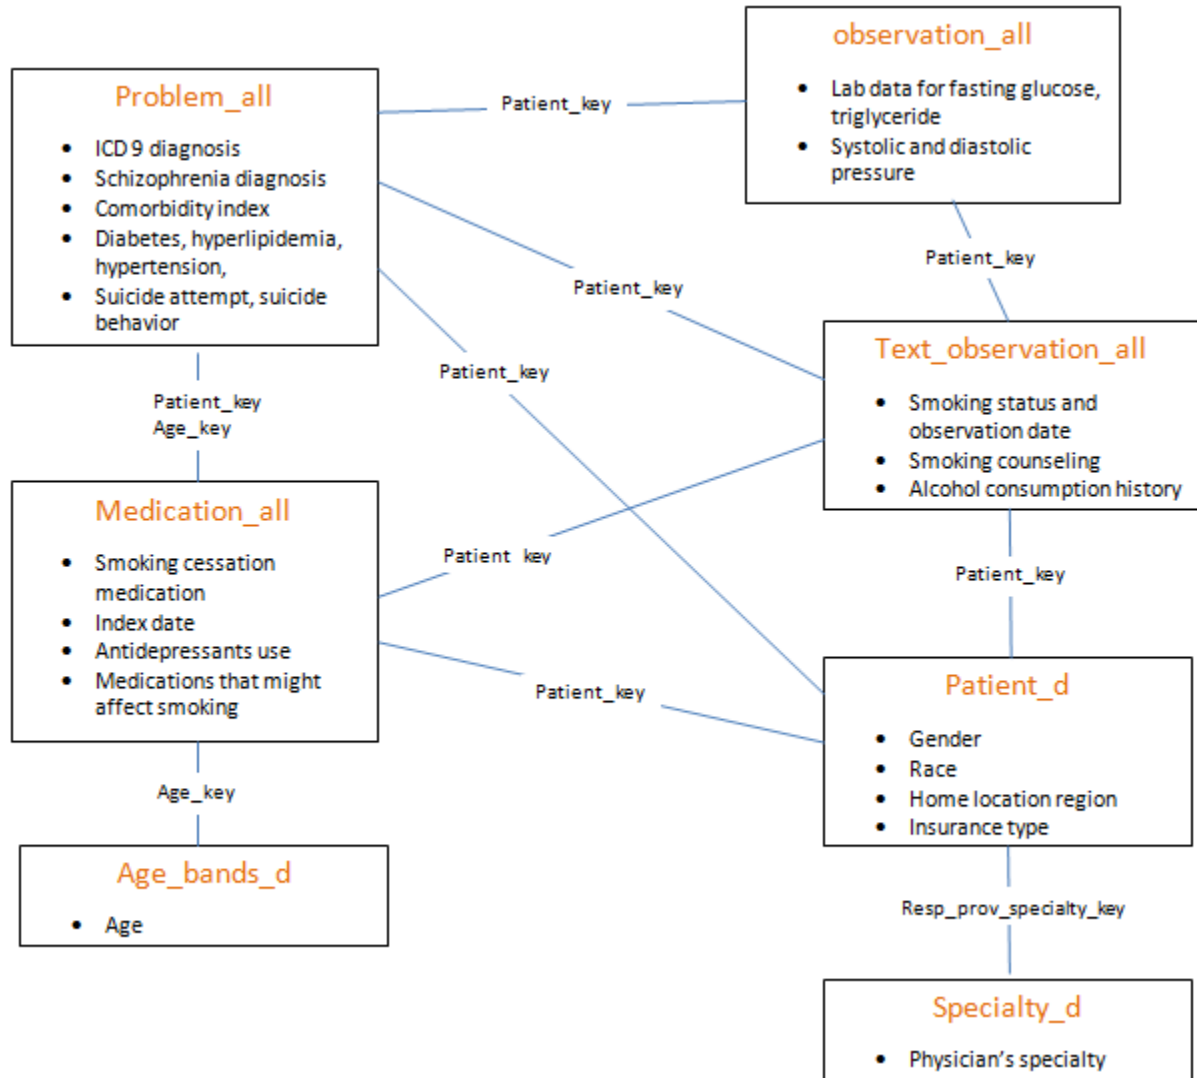 observation_all
• Lab data for fasting glucose,
triglyceride
• Systolic and diastolic
pressure
Problem_all
• ICD 9 diagnosis
• Schizophrenia diagnosis
• Comorbidity index
• Diabetes, hyperlipidemia,
hypertension,
• Suicide attempt, suicide
behavior
Patient_key
Patient_key
Patient_key
Patient_key
Patient_key
Age_key
Text_observation_all
• Smoking status and
observation date
• Smoking counseling
• Alcohol consumption history
Medication_all
• Smoking cessation
medication
• Index date
• Antidepressants use
• Medications that might
affect smoking
Patient key
Patient_key
Patient_key
Patient_d
• Gender
• Race
• Home location region
• Insurance type
Age_key
Age_bands_d
• Age
Resp_prov_specialty_key
Specialty_d
• Physician’s specialty